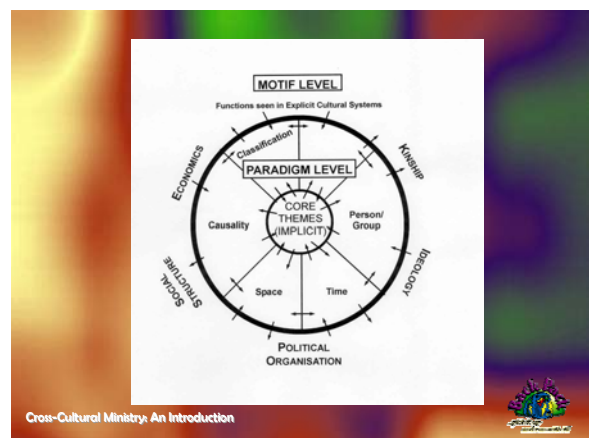 MOTIF LEVEL
Functions seen in Explicit Cultural Systems
Classification
ECONOMICS
KINSHIP
PARADIGM LEVEL
CORE
THEMES
(IMPLICIT)
Causality
Person/
Group
SOCIAL
STRUCTURE
IDEOLOGY
Space
Time
POLITICAL
ORGANISATION
Cross-Cultural Ministry: An Introduction